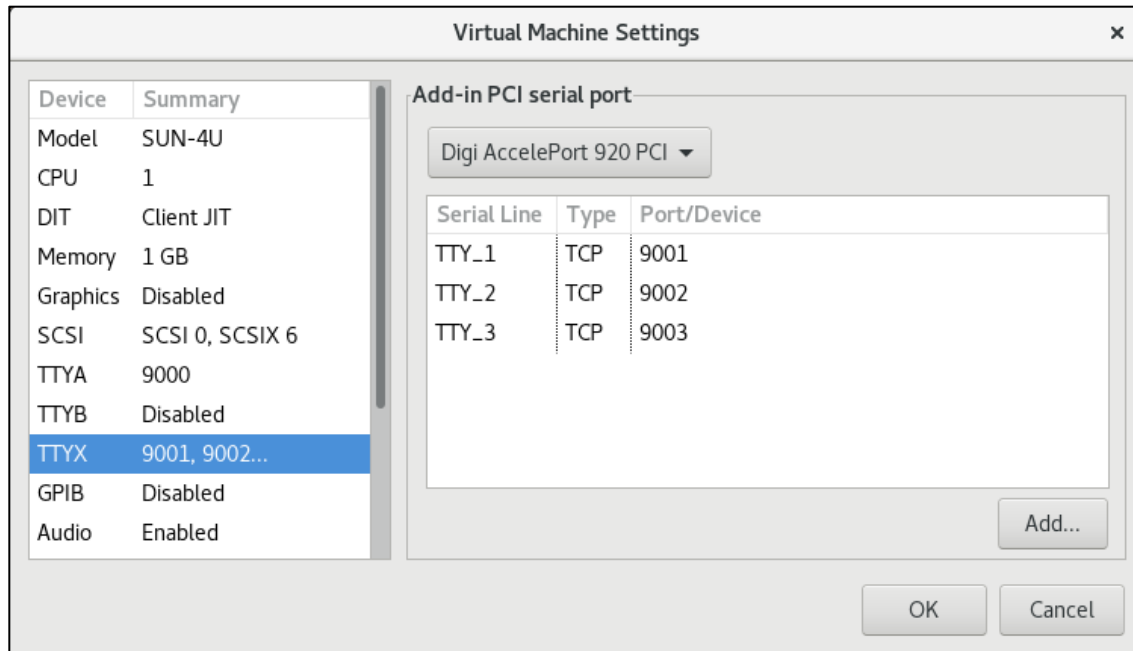 Virtual Machine Settings ×
Device Summary
Model SUN-4U
CPU 1
DIT Client JIT
Memory 1 GB
Graphics Disabled
SCSI SCSI 0, SCSIX 6
TTYA 9000
TTYB Disabled
TTYX 9001, 9002...
GPIB Disabled
Audio Enabled
Add-in PCI serial port
Digi AccelePort 920 PCI
Serial Line Type Port/Device
TTY_1 TCP 9001
TTY_2 TCP 9002
TTY_3 TCP 9003
Add...
OK Cancel